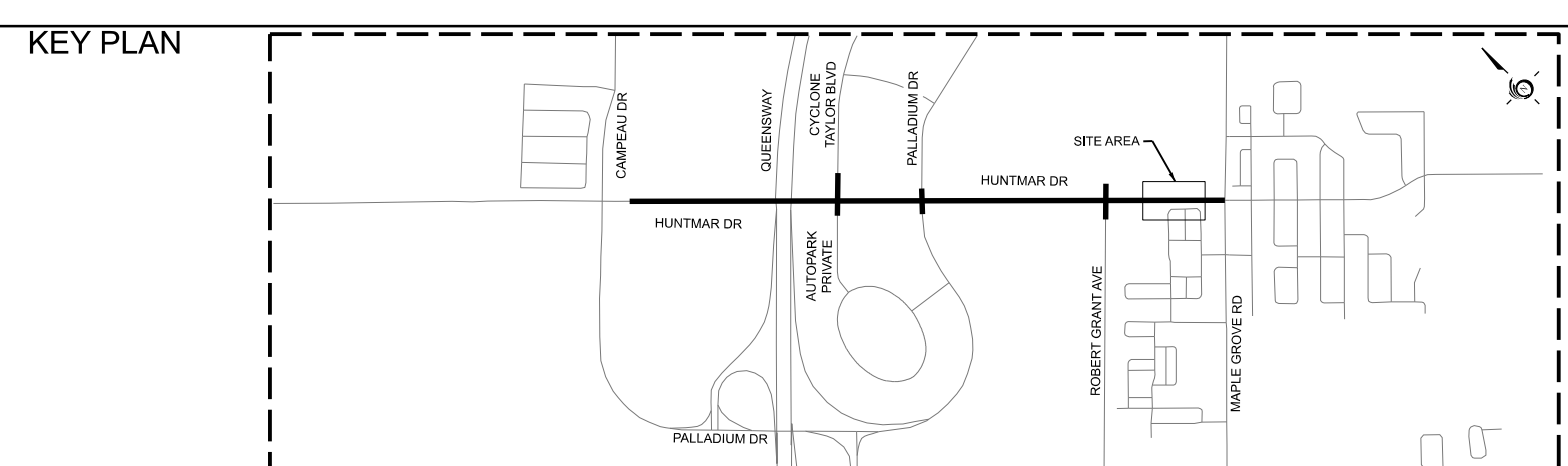 KEY PLAN
CAMPEAU DR
QUEENSWAY
CYCLONE
TAYLOR BLVD
PALLADIUM DR
SITE AREA
HUNTMAR DR
HUNTMAR DR
AUTOPARK
PRIVATE
ROBERT GRANT AVE
MAPLE GROVE RD
PALLADIUM DR